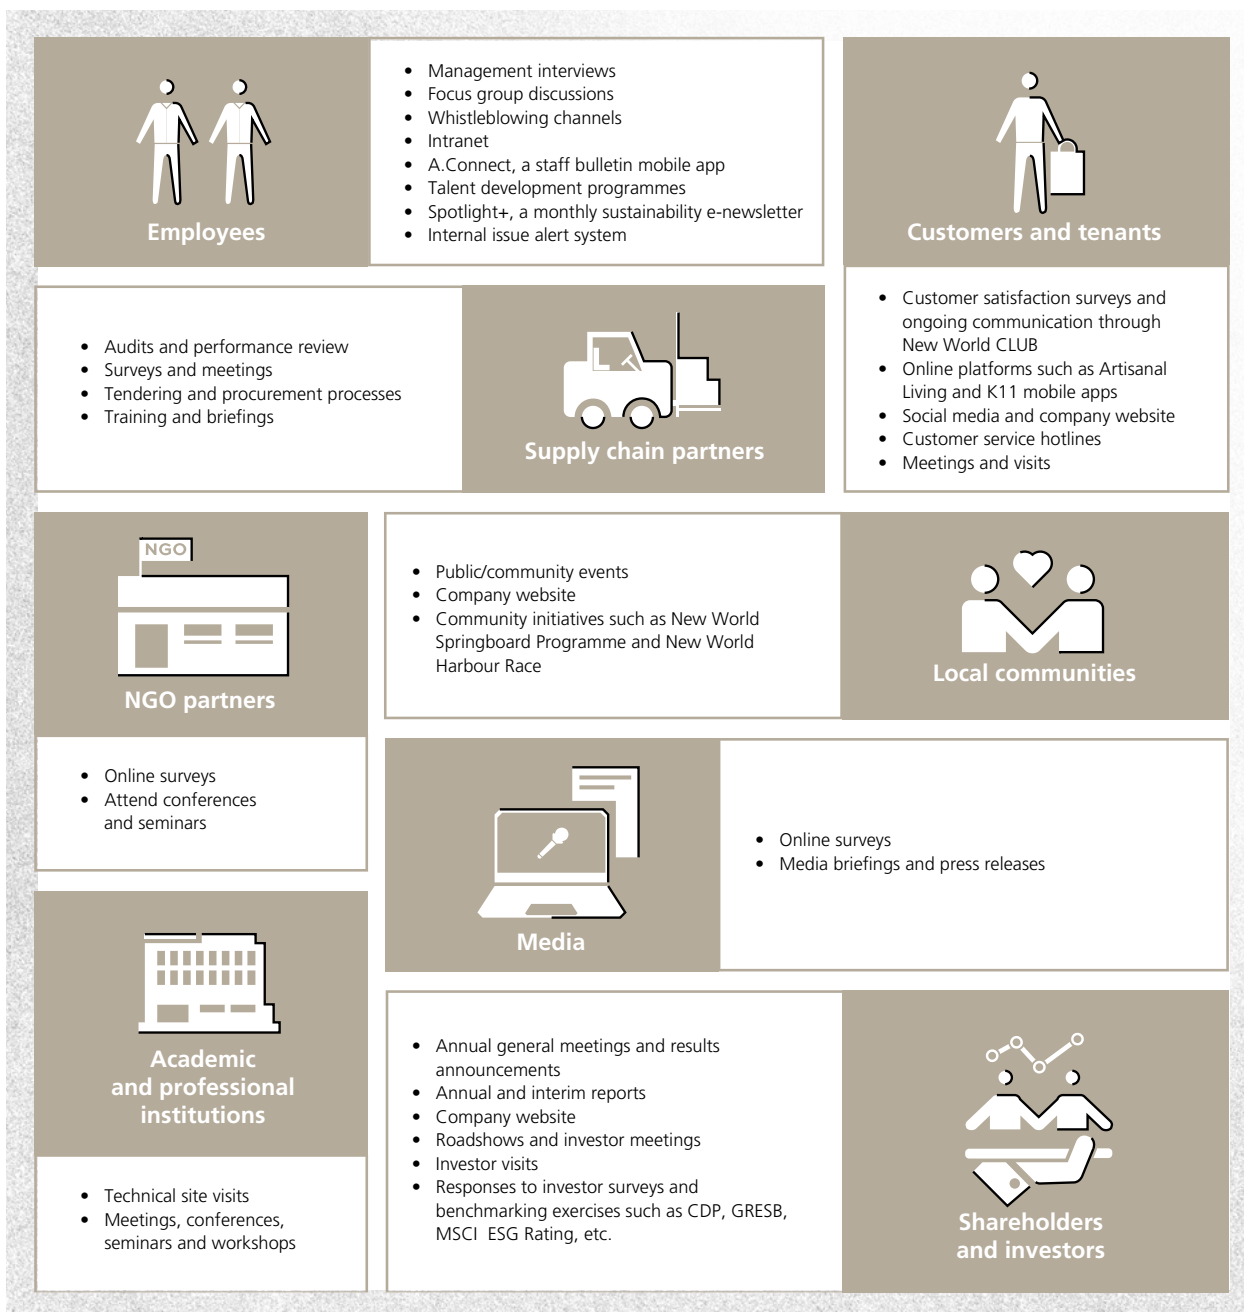 Employees
• Management interviews
• Focus group discussions
• Whistleblowing channels
• Intranet
• A.Connect, a staff bulletin mobile app
• Talent development programmes
• Spotlight+, a monthly sustainability e-newsletter
• Internal issue alert system
Customers and tenants
• Customer satisfaction surveys and
ongoing communication through
New World CLUB
• Online platforms such as Artisanal
Living and K11 mobile apps
• Social media and company website
• Customer service hotlines
• Meetings and visits
• Audits and performance review
• Surveys and meetings
• Tendering and procurement processes
• Training and briefings
Supply chain partners
NGO
NGO partners
• Online surveys
• Attend conferences
and seminars
• Public/community events
• Company website
• Community initiatives such as New World
Springboard Programme and New World
Harbour Race
Local communities
Media
• Online surveys
• Media briefings and press releases
Academic
and professional
institutions
• Technical site visits
• Meetings, conferences,
seminars and workshops
• Annual general meetings and results
announcements
• Annual and interim reports
• Company website
• Roadshows and investor meetings
• Investor visits
• Responses to investor surveys and
benchmarking exercises such as CDP, GRESB,
MSCI ESG Rating, etc.
Shareholders
and investors